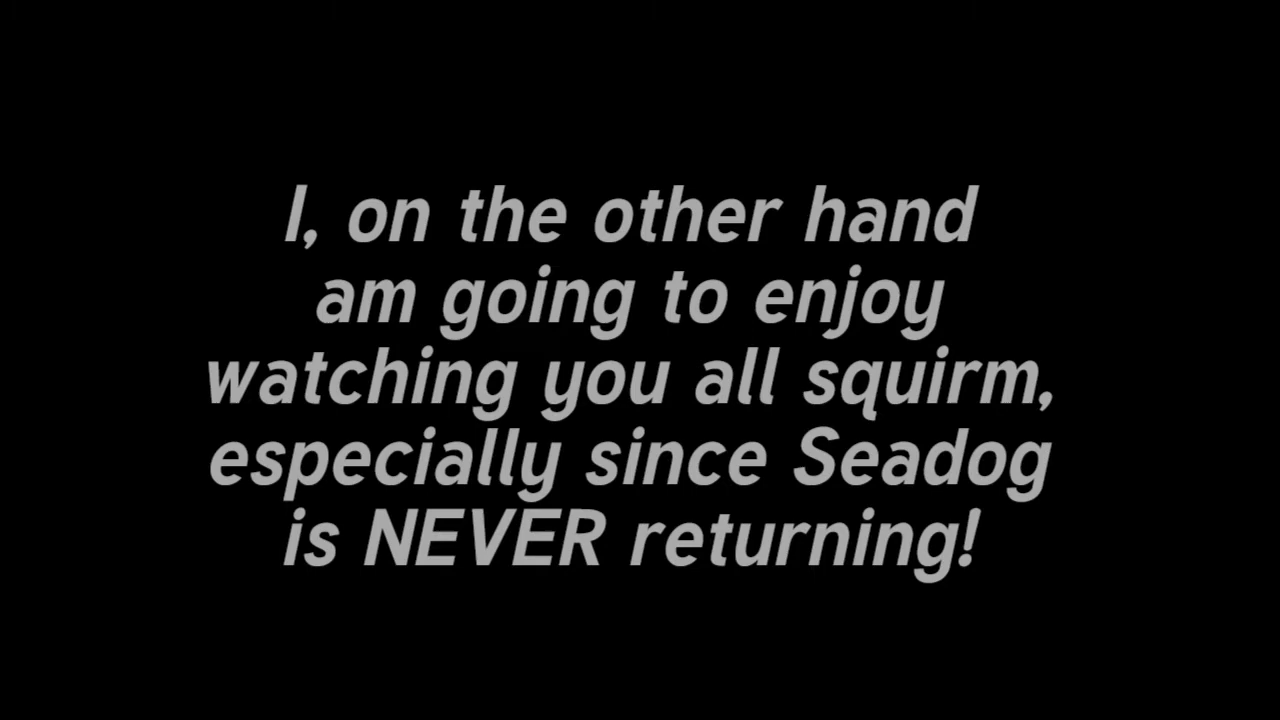 I, on the other hand
am going to enjoy
watching you all squirm,
especially since Seadog
is NEVER returning!